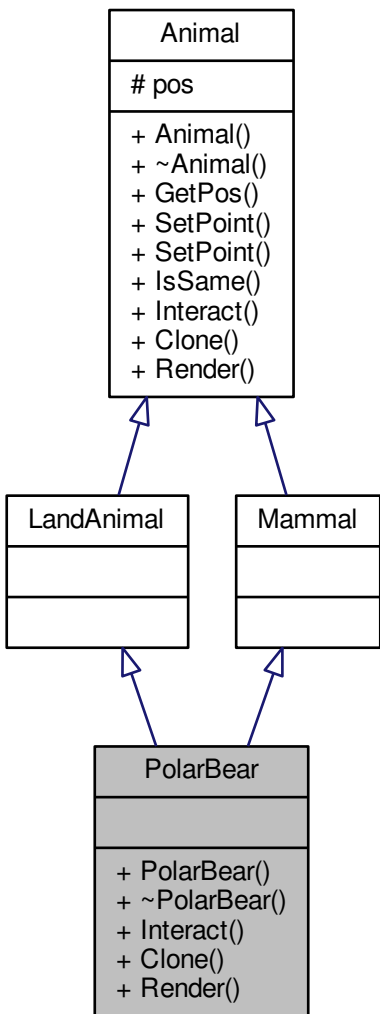 Animal
# pos
+ Animal()
+ ~Animal()
+ GetPos()
+ SetPoint()
+ SetPoint()
+ IsSame()
+ Interact()
+ Clone()
+ Render()
LandAnimal
Mammal
PolarBear
+ PolarBear()
+ ~PolarBear()
+ Interact()
+ Clone()
+ Render()